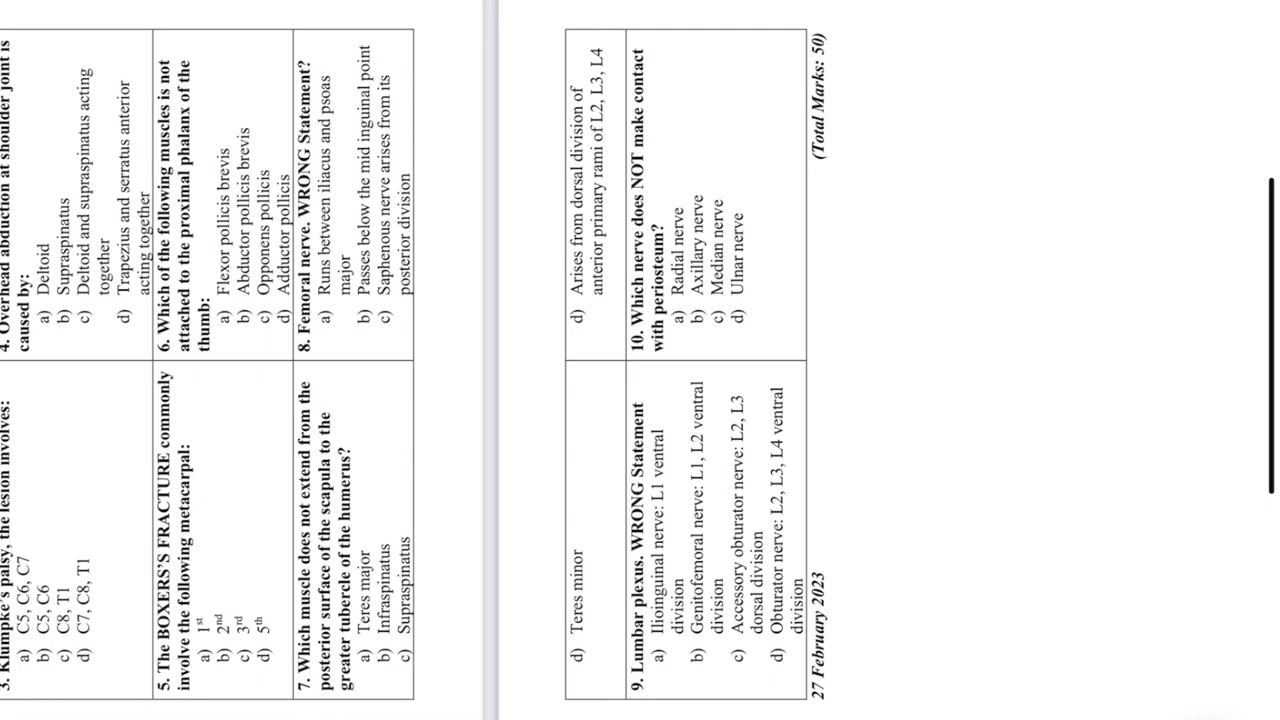 3. Klumpke's palsy, the lesion involves:
a) C5, C6, C7
b) C5, C6
c) C8, T1
d) C7, C8, T1
4. Overhead abduction at shoulder joint is
caused by:
a) Deltoid
b) Supraspinatus
c) Deltoid and supraspinatus acting
together
d) Trapezius and serratus anterior
acting together
5. The BOXERS'S FRACTURE commonly
involve the following metacarpal:
a) 1st
b) 2nd
c) 3rd
d) 5th
6. Which of the following muscles is not
attached to the proximal phalanx of the
thumb:
a) Flexor pollicis brevis
b) Abductor pollicis brevis
c) Opponens pollicis
d) Adductor pollicis
7. Which muscle does not extend from the
posterior surface of the scapula to the
greater tubercle of the humerus?
a) Teres major
b) Infraspinatus
c) Supraspinatus
8. Femoral nerve. WRONG Statement?
a) Runs between iliacus and psoas
major
b) Passes below the mid inguinal point
c) Saphenous nerve arises from its
posterior division
d) Teres minor
d) Arises from dorsal division of
anterior primary rami of L2, L3, L4
9. Lumbar plexus. WRONG Statement
a) Ilioinguinal nerve: L1 ventral
division
b) Genitofemoral nerve: L1, L2 ventral
division
c) Accessory obturator nerve: L2, L3
dorsal division
d) Obturator nerve: L2, L3, L4 ventral
division
10. Which nerve does NOT make contact
with periosteum?
a) Radial nerve
b) Axillary nerve
c) Median nerve
d) Ulnar nerve
27 February 2023
(Total Marks: 50)